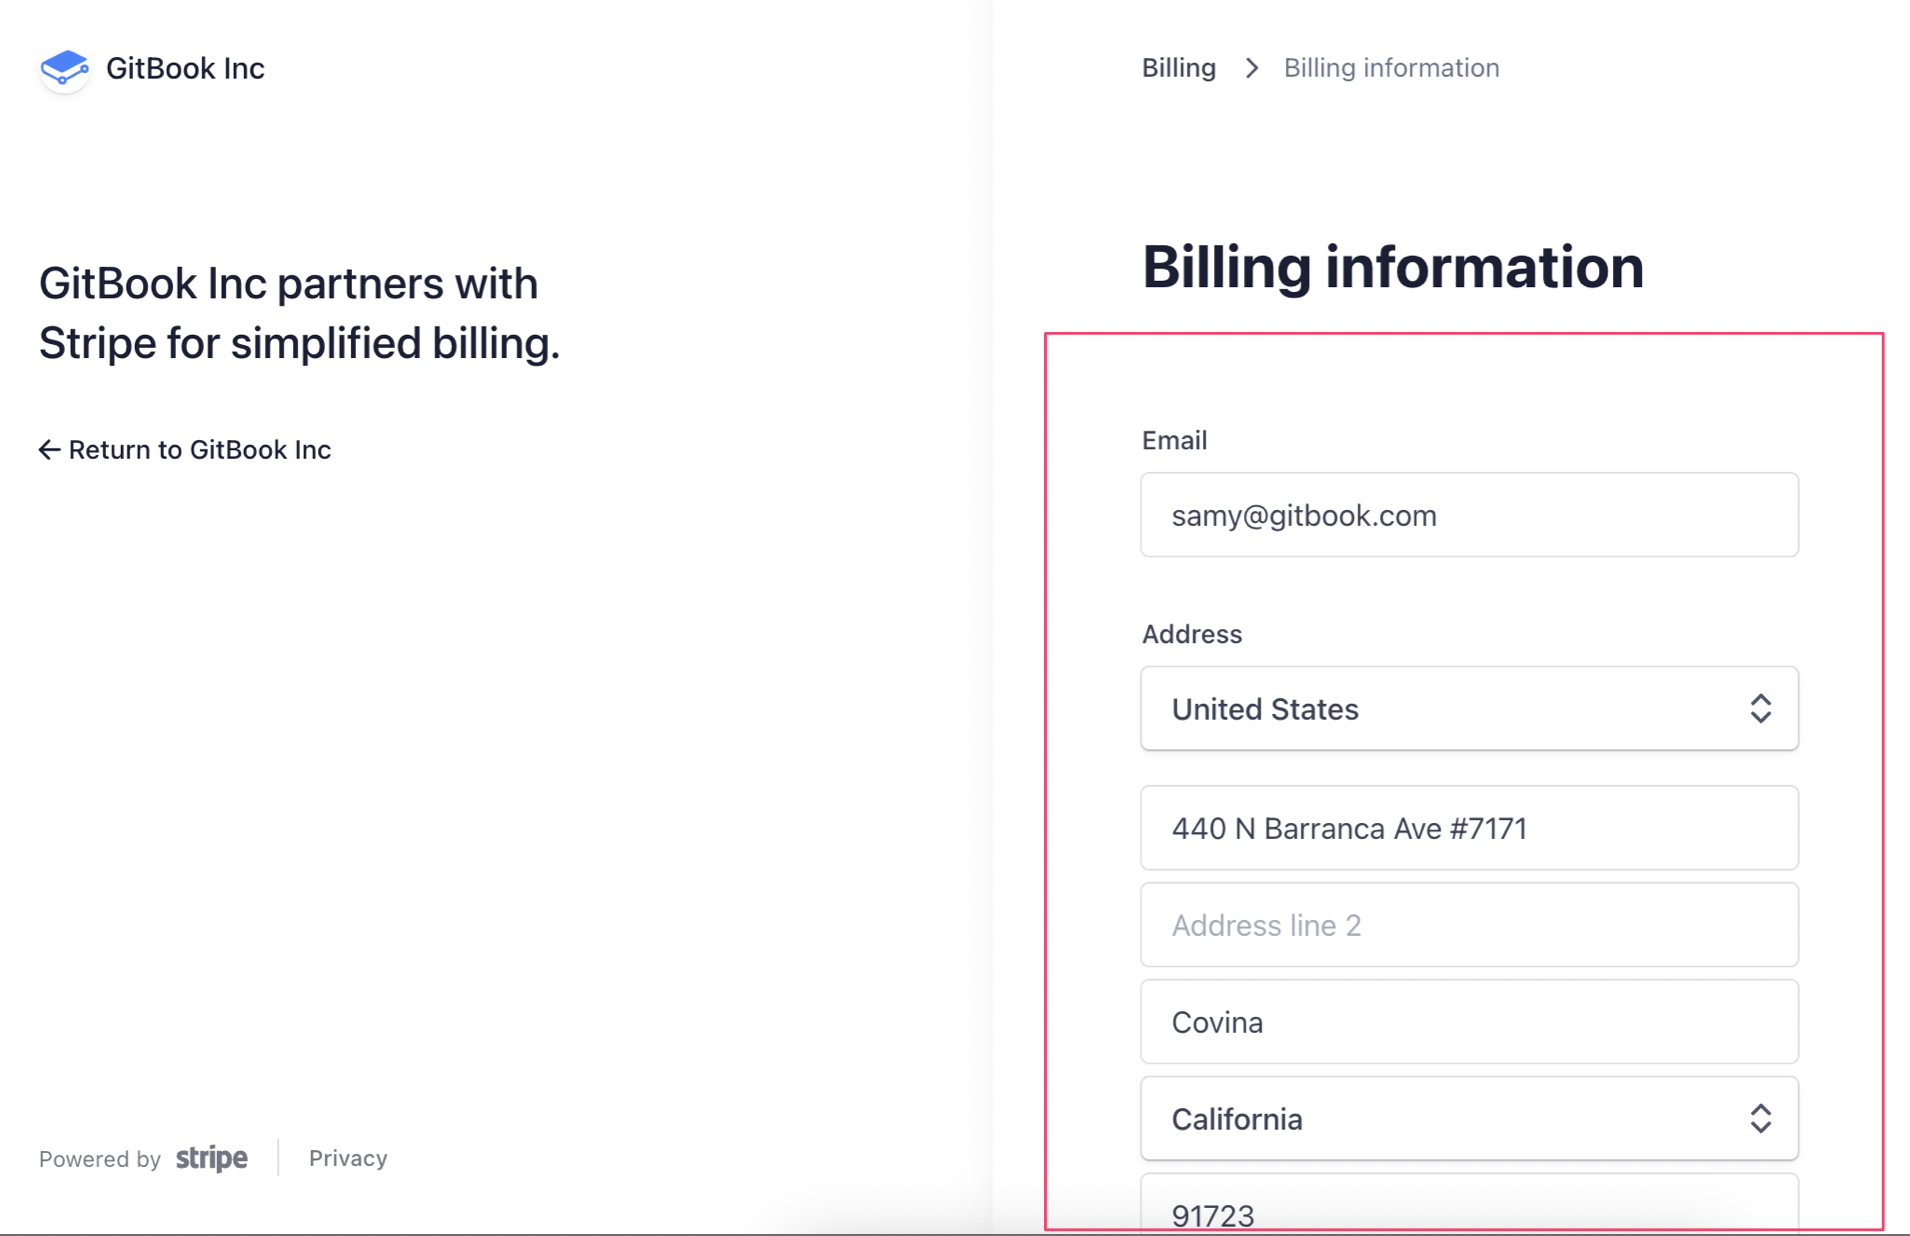 GitBook Inc
GitBook Inc partners with
Stripe for simplified billing.
Return to GitBook Inc
Powered by stripe
Privacy
Billing
Billing information
Billing information
Email
samy@gitbook.com
Address
United States
440 N Barranca Ave #7171
Address line 2
Covina
California
91723